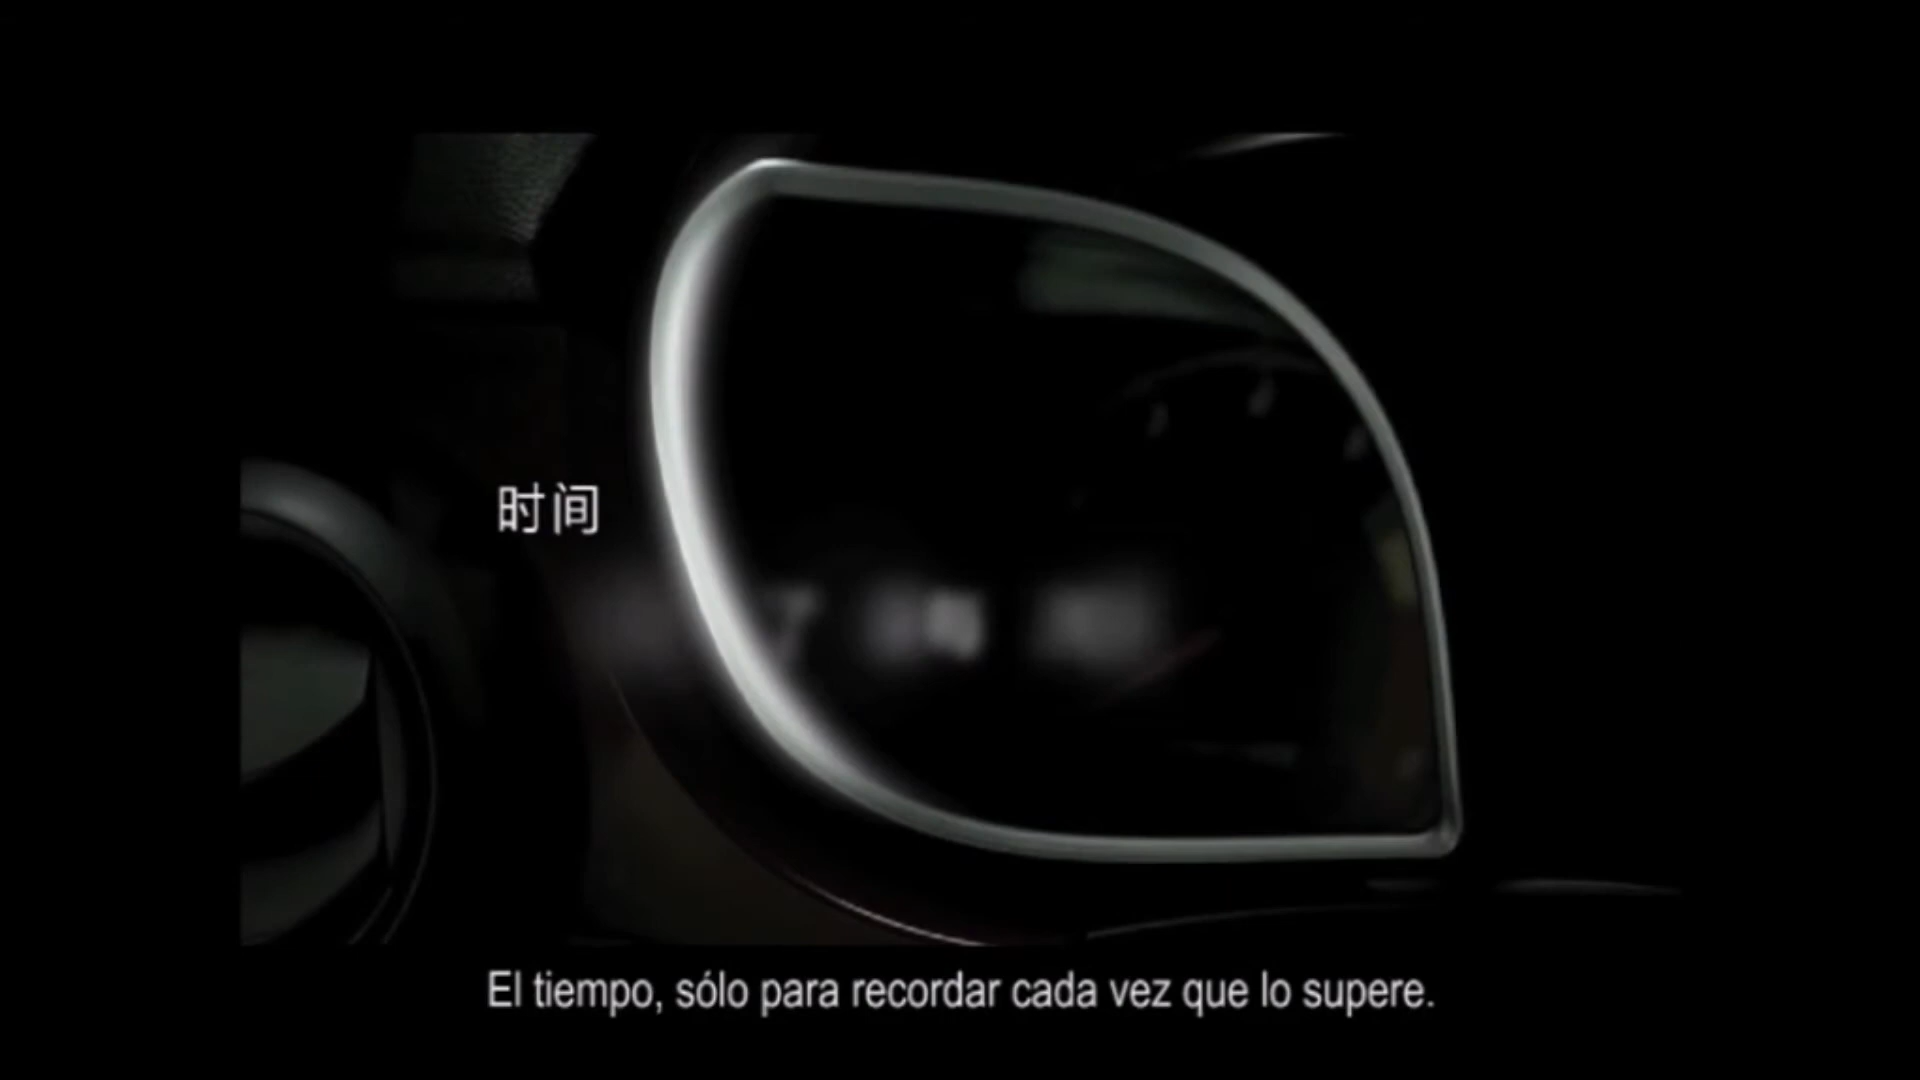 时间
El tiempo, sólo para recordar cada vez que lo supere.